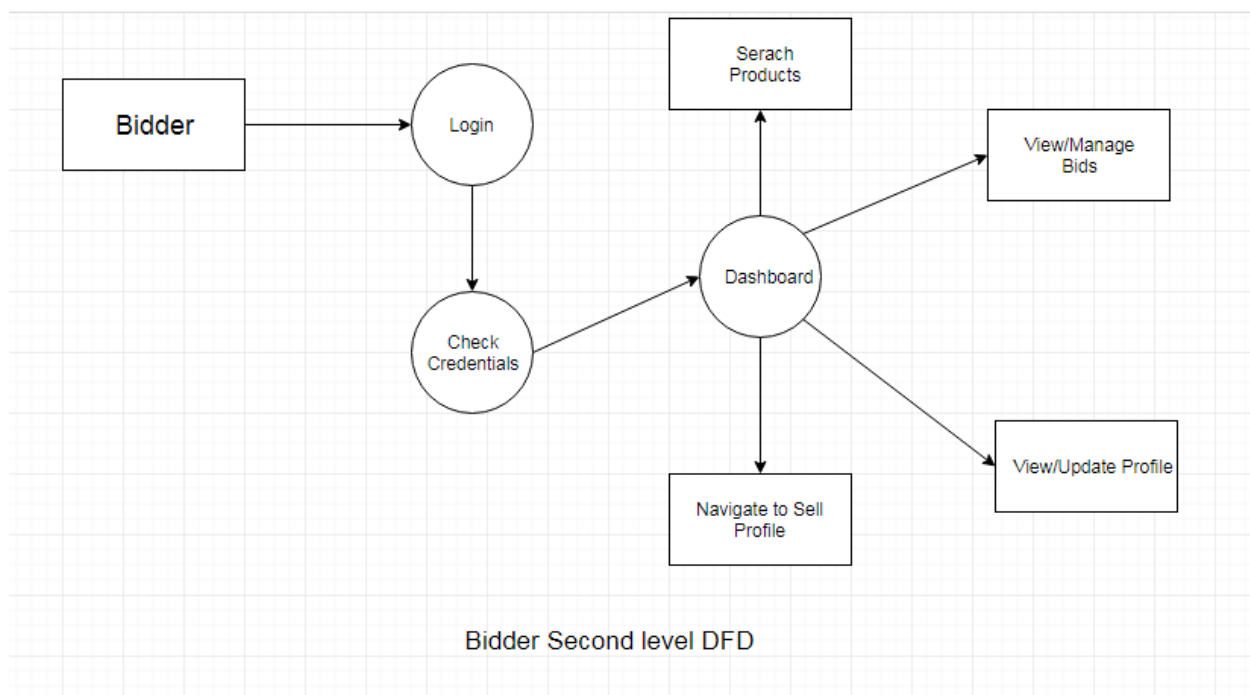 Serach
Products
Bidder
Login
View/Manage
Bids
Dashboard
Check
Credentials
View/Update Profile
Navigate to Sell
Profile
Bidder Second level DFD